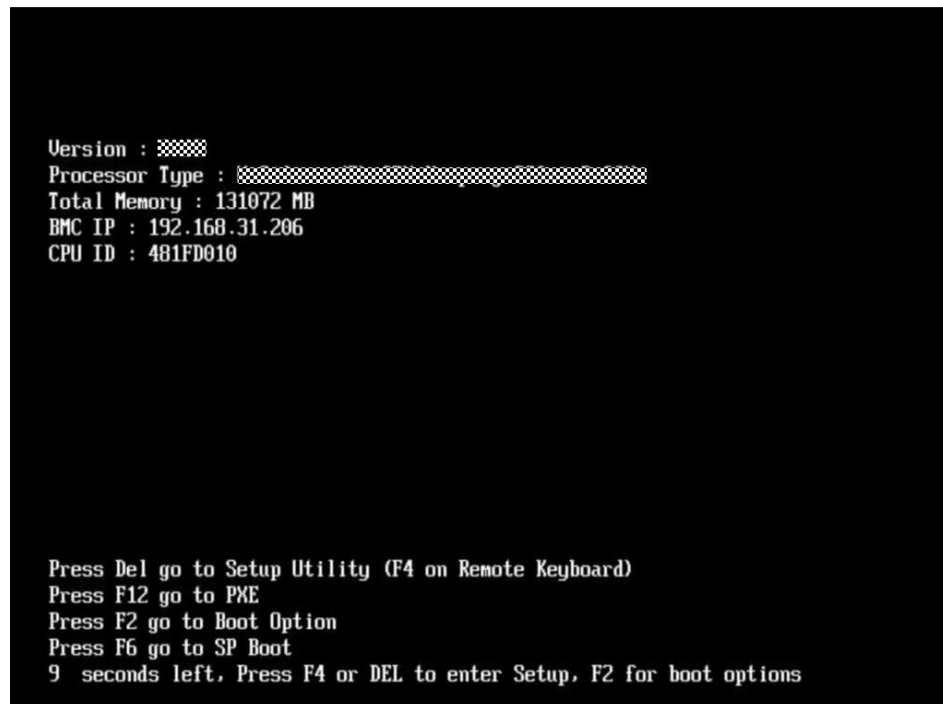 Version :
Processor Type :
Total Memory : 131072 MB
BMC IP : 192.168.31.206
CPU ID : 481FD010
Press Del go to Setup Utility (F4 on Remote Keyboard)
Press F12 go to PXE
Press F2 go to Boot Option
Press F6 go to SP Boot
9 seconds left, Press F4 or DEL to enter Setup, F2 for boot options